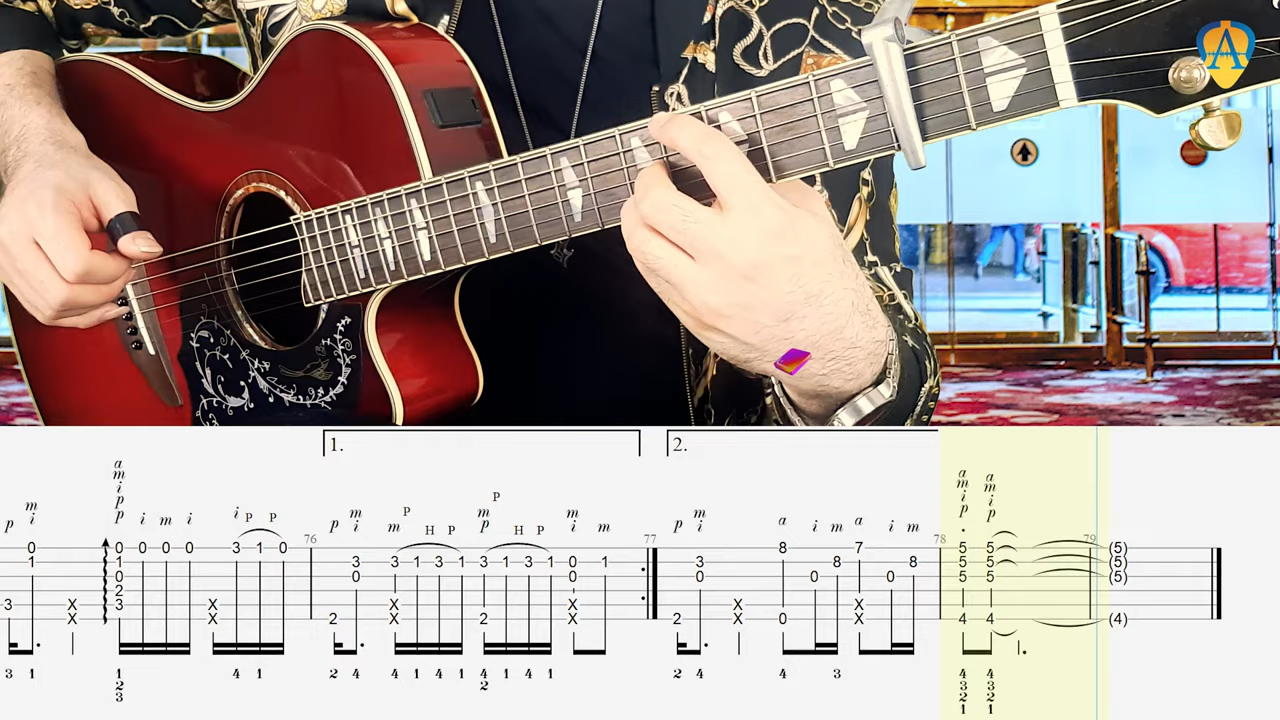 A
1. 2.
a a a
m m m
i P i i
m p P m m p i
p i p i m i i P P p i m H P p H P i m p i a i m a i m p p
0 0 0 0 0 3 1 0 76 77 8 7 78 5 5 79 (5)
1 1 3 3 1 3 1 3 1 3 1 0 1 3 8 8 5 5 (5)
0 0 0 0 0 0 5 5 (5)
2
3 X 3 X X X X X
X X 2 X 2 X 2 X 0 X 4 4 (4)
3 1 1 4 1 2 4 4 1 4 1 4 1 4 1 2 4 4 3 4 4
2 2 3 3
3 2 2
1 1